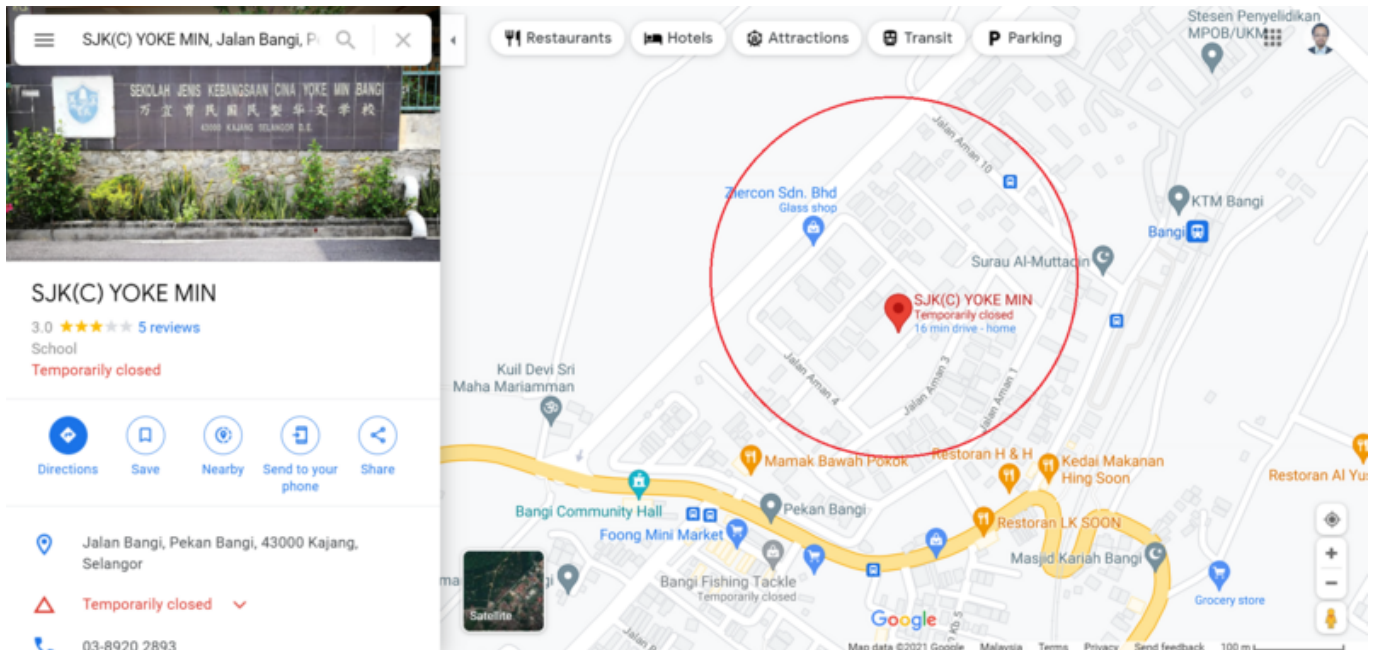 SJK(C) YOKE MIN, Jalan Bangi, P
SEKOLAH JENIS KEBANGSAAN CINA YOKE MIN BANGI
万宜育民国民型华文学校
43000 KAJANG SELANGOR D.E.
SJK(C) YOKE MIN
3.0 5 reviews
School
Temporarily closed
Directions
Save
Nearby
Send to your
phone
Share
Jalan Bangi, Pekan Bangi, 43000 Kajang,
Selangor
Temporarily closed
03-8920 2893
Restaurants
Hotels
Attractions
Transit
P Parking
Stesen Penyelidikan
MPOB/UKM
Jalan Aman 10
Ziercon Sdn. Bhd
Glass shop
KTM Bangi
Bangi
Surau Al-Muttaqin
SJK(C) YOKE MIN
Temporarily closed
16 min drive - home
Kuil Devi Sri
Maha Mariamman
Jalan Aman 4
Jalan Aman 3
Jalan Aman 1
Mamak Bawah Pokok
Restoran H & H
Kedai Makanan
Hing Soon
Restoran Al Yu
Bangi Community Hall
Pekan Bangi
Foong Mini Market
Restoran LK SOON
Masjid Kariah Bangi
Bangi Fishing Tackle
Temporarily closed
Grocery store
Satellite
Google
Map data ©2021 Google Malaysia Terms Privacy Send feedback 100 m